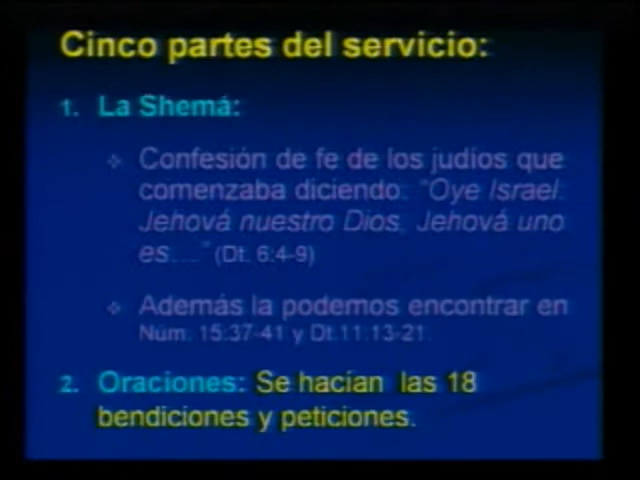 Cinco partes del servicio:
1. La Shemá:
Confesión de fe de los judíos que
comenzaba diciendo: "Oye Israel:
Jehová nuestro Dios, Jehová uno
es...." (Dt. 6:4-9)
Además la podemos encontrar en
Núm. 15:37-41 y Dt.11:13-21.
2. Oraciones: Se hacían las 18
bendiciones y peticiones.